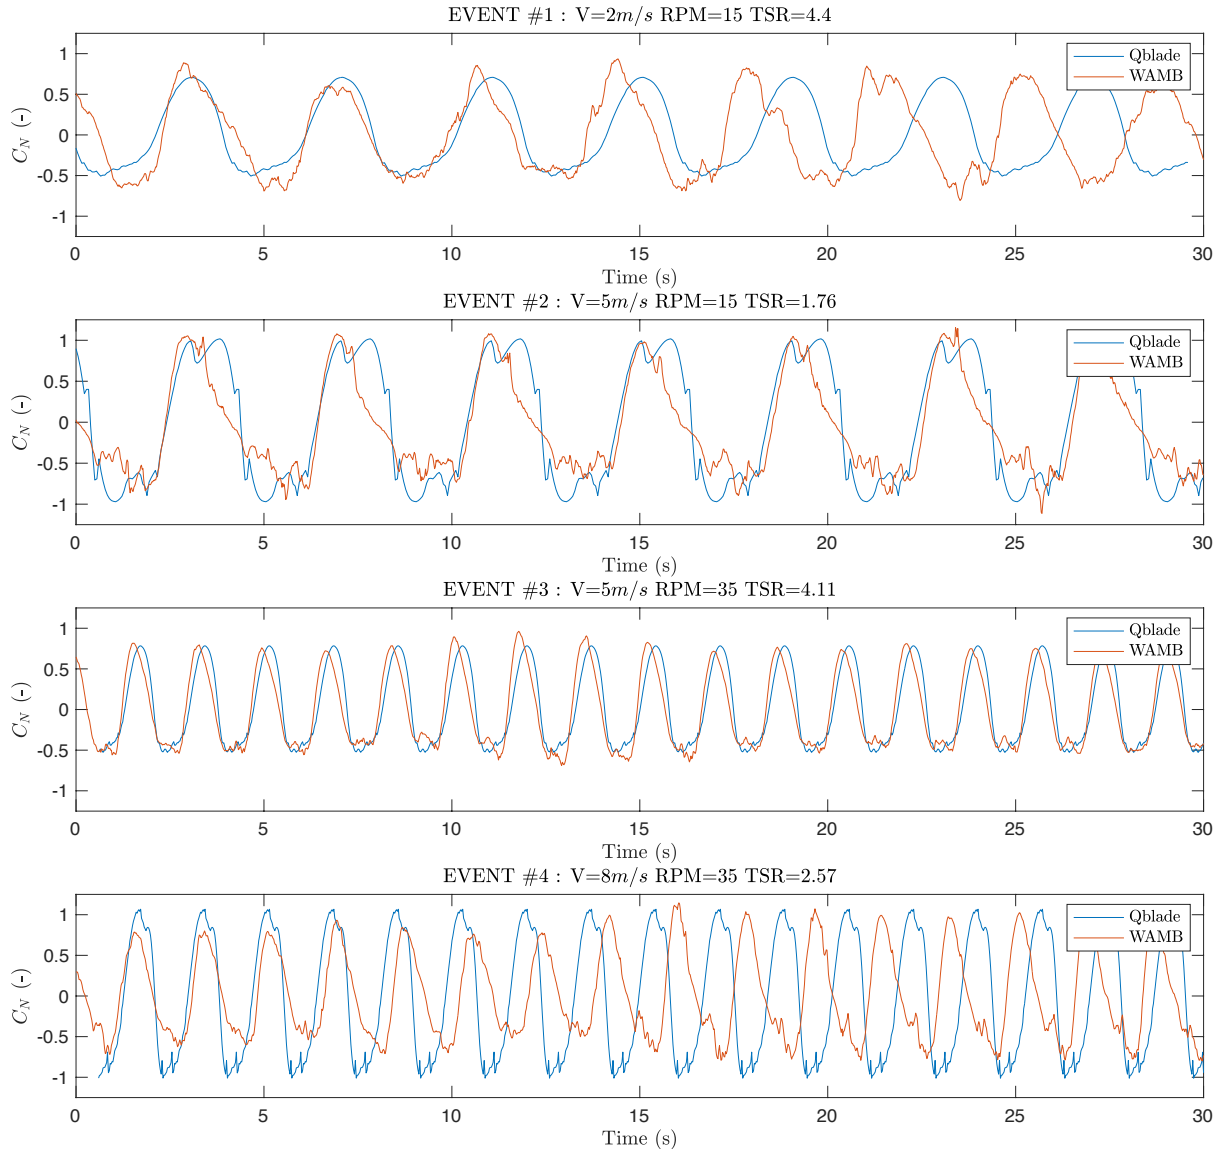 EVENT #1 : V=2m/s RPM=15 TSR=4.4
1
0.5
0
-0.5
-1
C_N (-)
Qblade
WAMB
0 5 10 15 20 25 30
Time (s)
EVENT #2 : V=5m/s RPM=15 TSR=1.76
1
0.5
0
-0.5
-1
C_N (-)
Qblade
WAMB
0 5 10 15 20 25 30
Time (s)
EVENT #3 : V=5m/s RPM=35 TSR=4.11
1
0.5
0
-0.5
-1
C_N (-)
Qblade
WAMB
0 5 10 15 20 25 30
Time (s)
EVENT #4 : V=8m/s RPM=35 TSR=2.57
1
0.5
0
-0.5
-1
C_N (-)
Qblade
WAMB
0 5 10 15 20 25 30
Time (s)